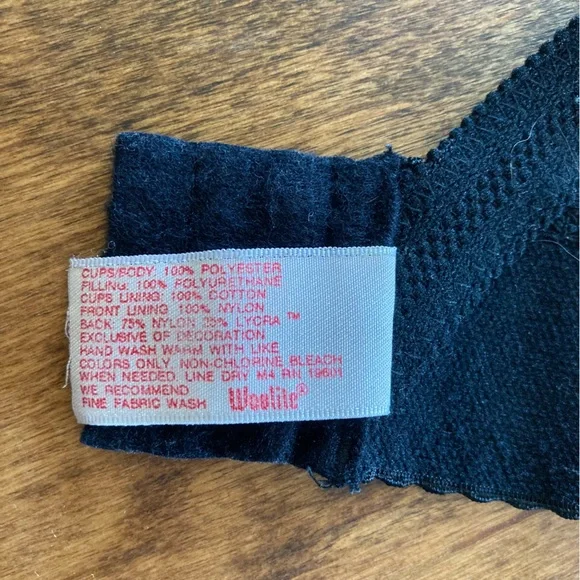 CUPS/BODY: 100% POLYESTER
FILLING: 100% POLYURETHANE
CUPS LINING: 100% COTTON
FRONT LINING: 100% NYLON
BACK: 75% NYLON 25% LYCRA™
EXCLUSIVE OF DECORATION
HAND WASH WARM WITH LIKE
COLORS ONLY. NON-CHLORINE BLEACH
WHEN NEEDED. LINE DRY M4 RN 19601
WE RECOMMEND
FINE FABRIC WASH Woolite®